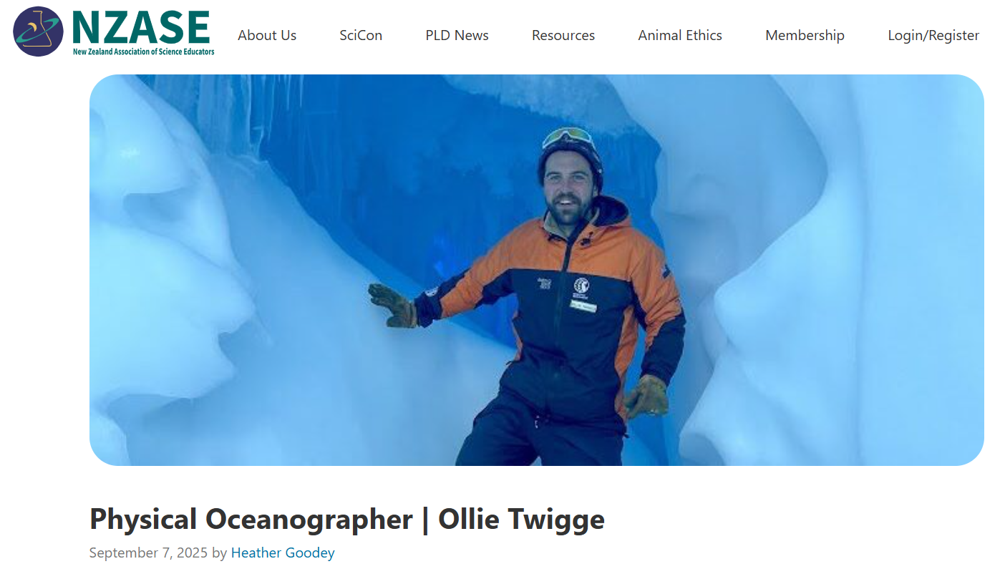 NZASE
New Zealand Association of Science Educators
About Us
SciCon
PLD News
Resources
Animal Ethics
Membership
Login/Register
Physical Oceanographer | Ollie Twigge
September 7, 2025 by Heather Goodey